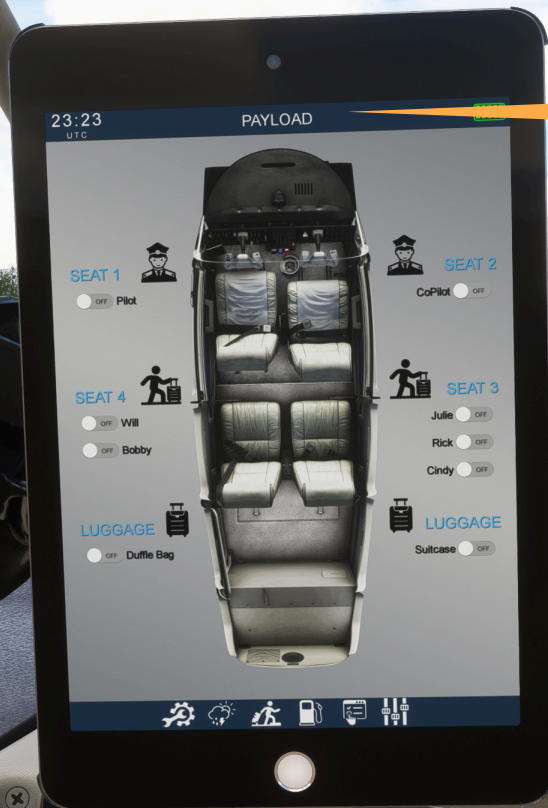 23:23
UTC
PAYLOAD
SEAT 1
OFF Pilot
SEAT 2
CoPilot OFF
SEAT 4
OFF Will
OFF Bobby
SEAT 3
Julie OFF
Rick OFF
Cindy OFF
LUGGAGE
OFF Duffle Bag
LUGGAGE
Suitcase OFF